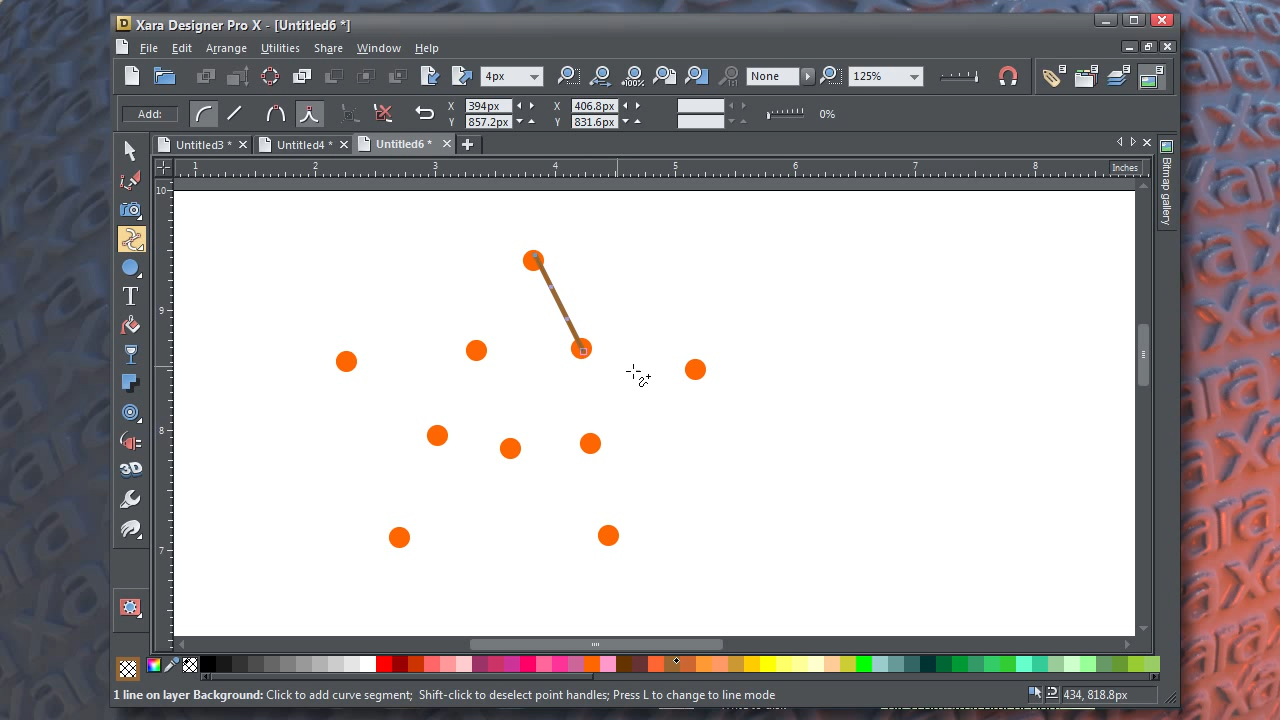 Xara Designer Pro X - [Untitled6 *]
File Edit Arrange Utilities Share Window Help
4px None 125%
100%
Add: X 394px X 406.8px 0%
Y 857.2px Y 831.6px
Untitled3 * Untitled4 * Untitled6 *
1 2 3 4 5 6 7 8 Inches
10
9
8
7
T
3D
Bitmap gallery
1 line on layer Background: Click to add curve segment; Shift-click to deselect point handles; Press L to change to line mode 434, 818.8px